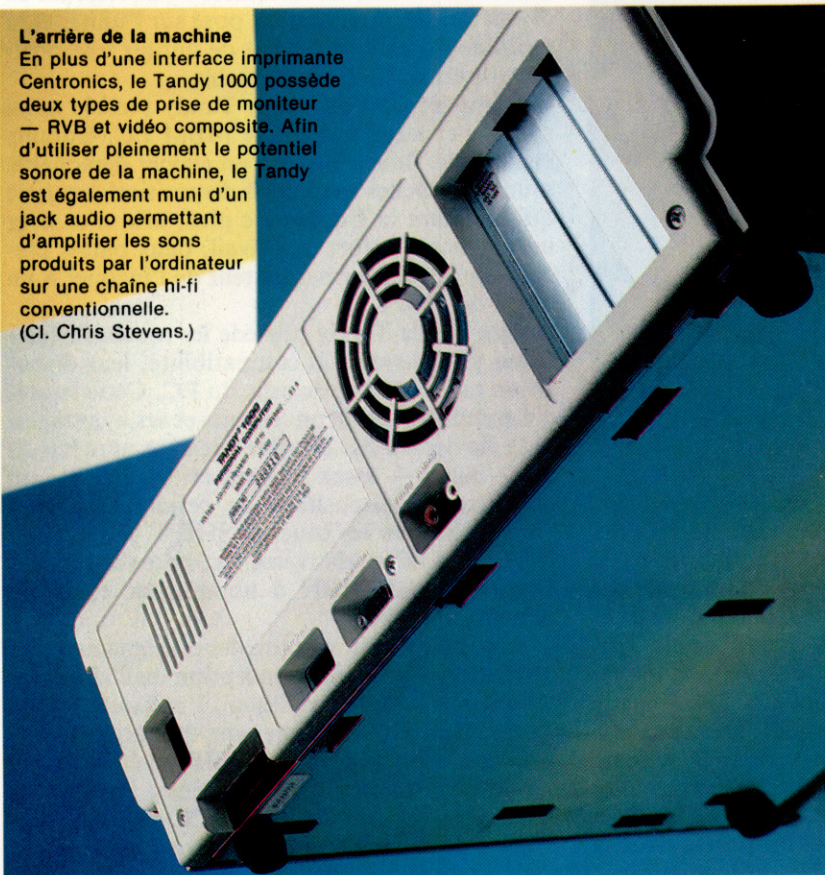 L'arrière de la machine
En plus d'une interface imprimante
Centronics, le Tandy 1000 possède
deux types de prise de moniteur
— RVB et vidéo composite. Afin
d'utiliser pleinement le potentiel
sonore de la machine, le Tandy
est également muni d'un
jack audio permettant
d'amplifier les sons
produits par l'ordinateur
sur une chaîne hi-fi
conventionnelle.
(Cl. Chris Stevens.)
TANDY 1000
PERSONAL COMPUTER